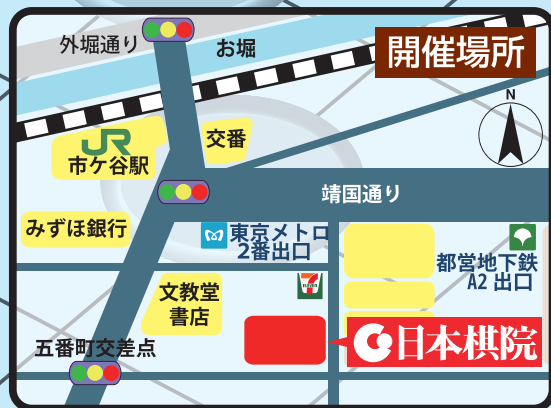 外堀通り
お堀
開催場所
N
JR
市ケ谷駅
交番
靖国通り
みずほ銀行
東京メトロ
2番出口
都営地下鉄
A2 出口
文教堂
書店
7
ELEVEN
日本棋院
五番町交差点